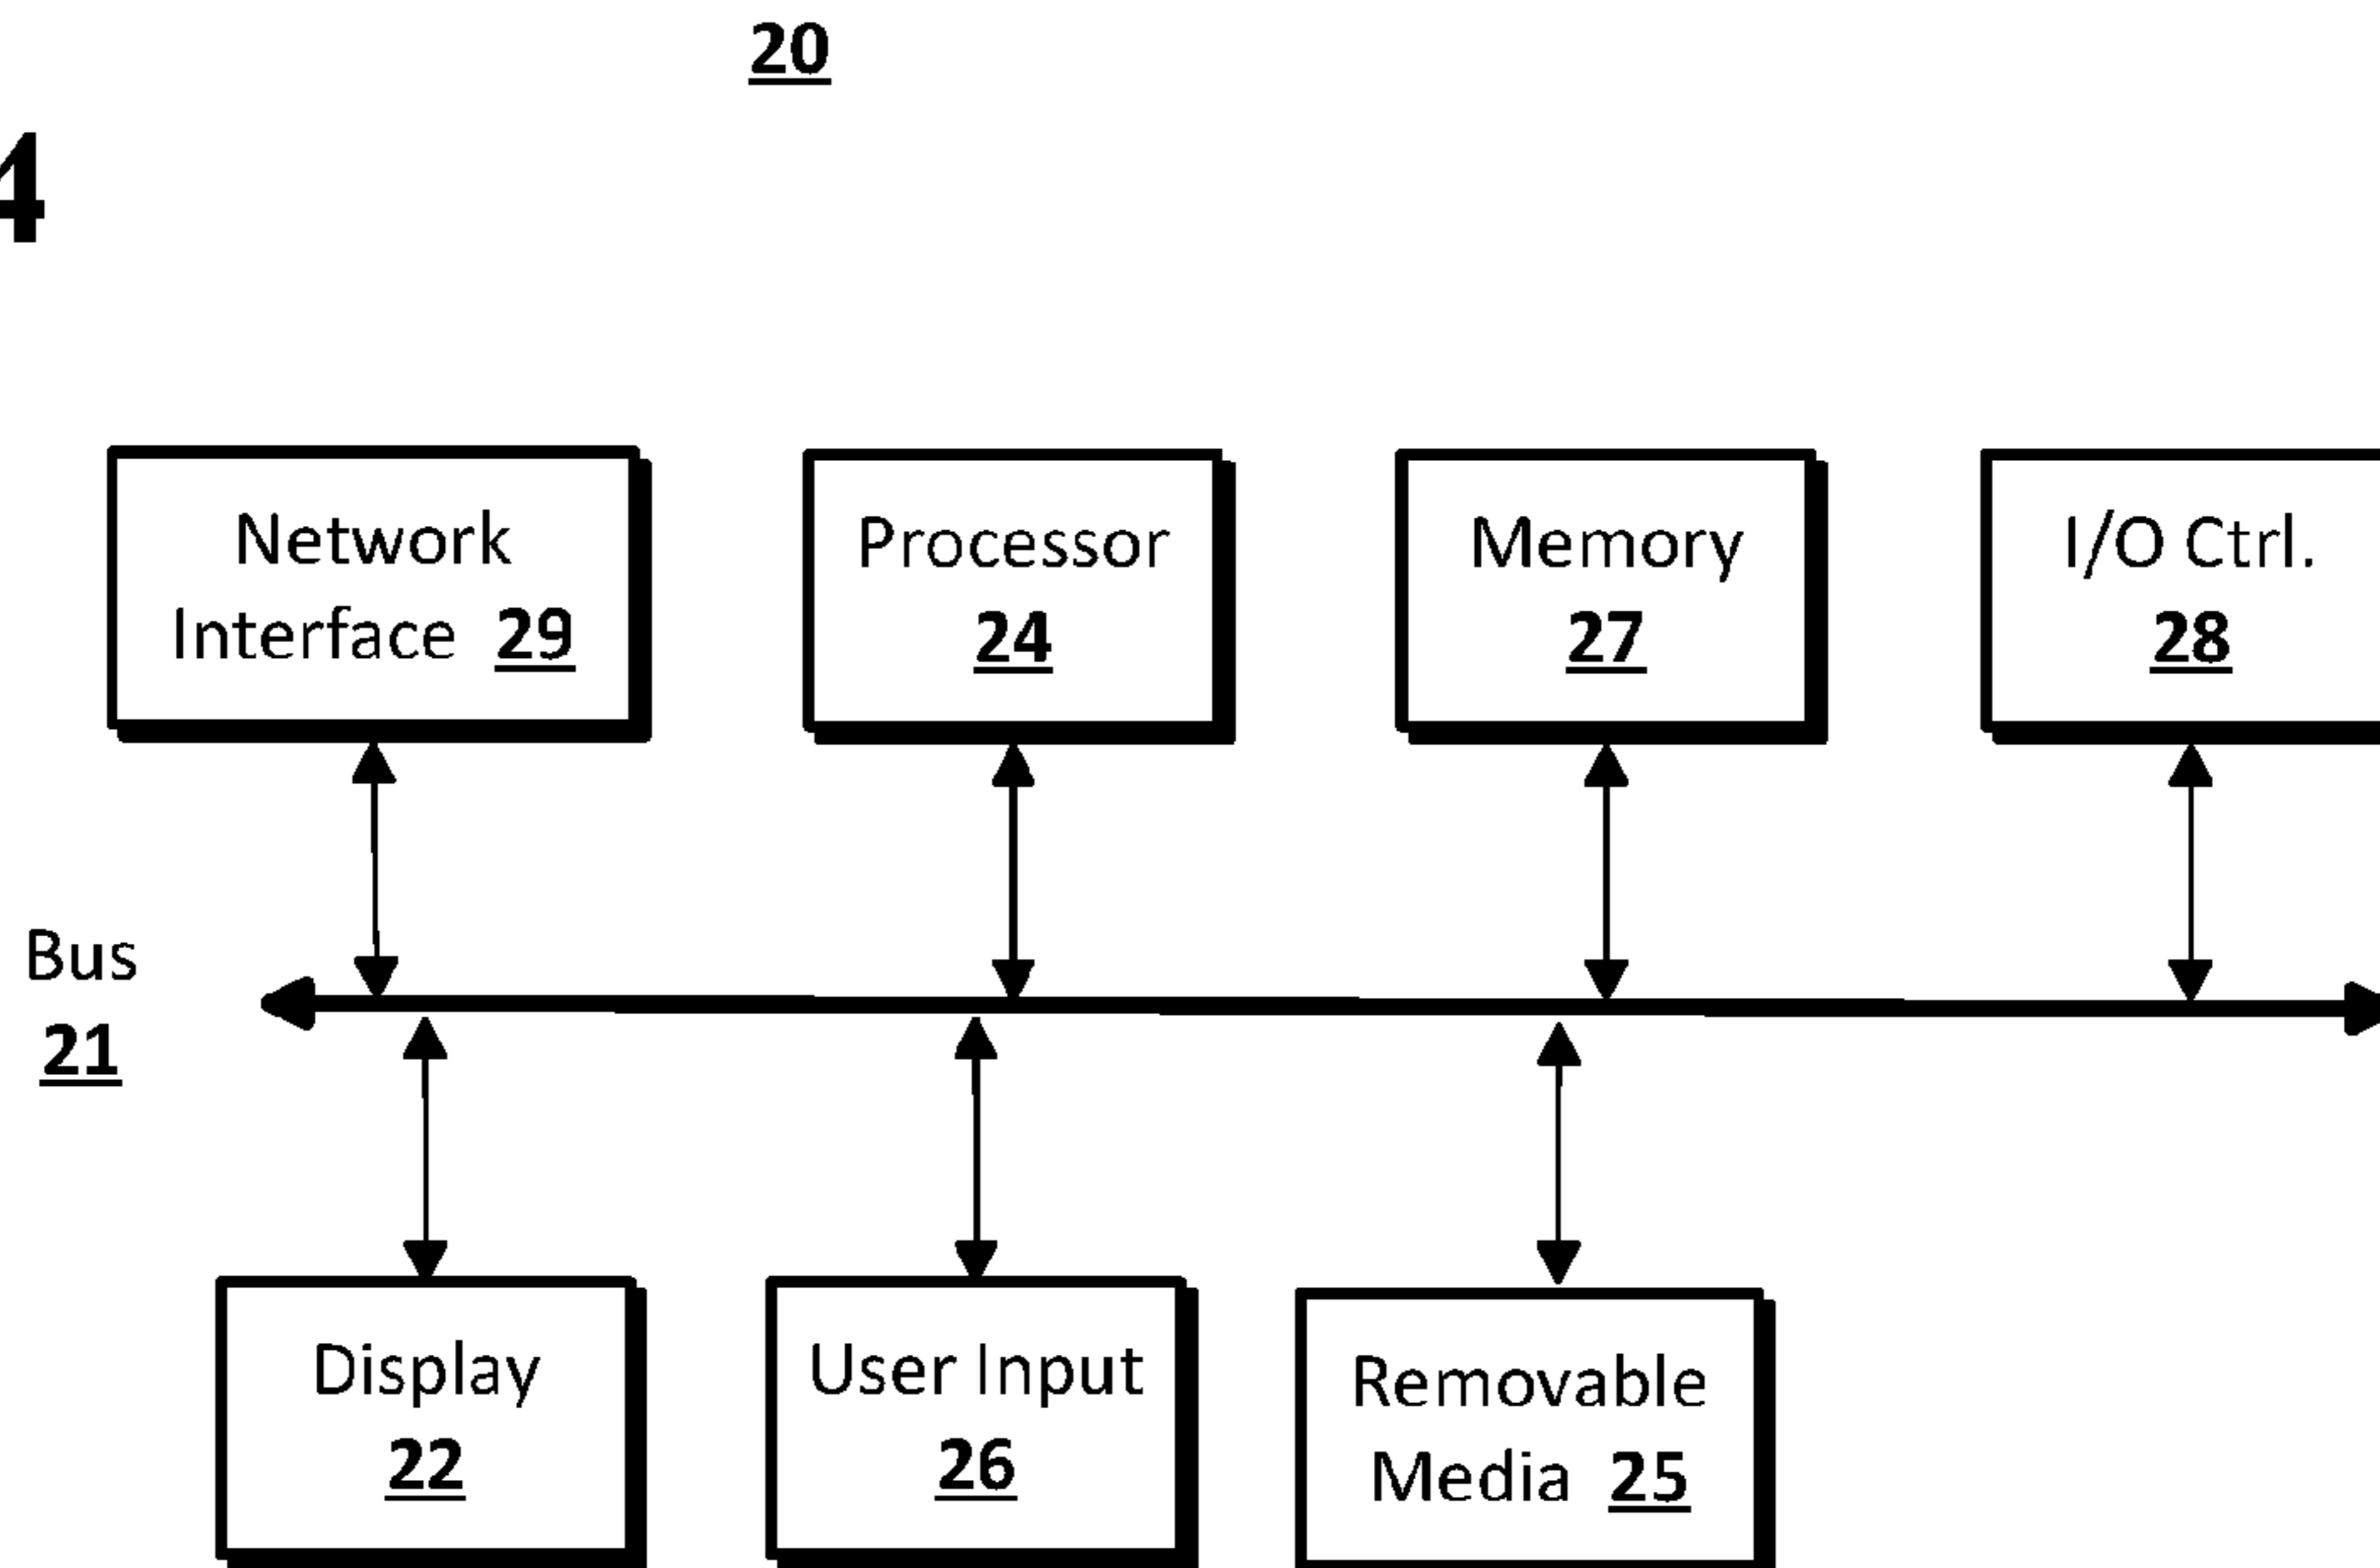 20
4
Network
Interface 29
Processor
24
Memory
27
I/O Ctrl.
28
Bus
21
Display
22
User Input
26
Removable
Media 25